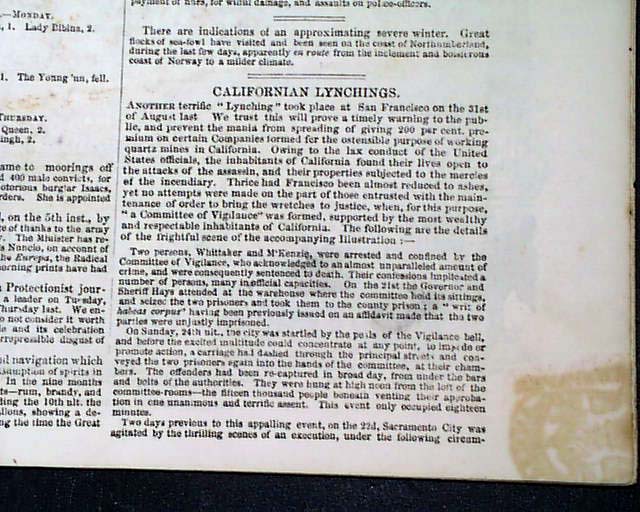 .—MONDAY.
, 1. Lady Dibina, 2.
1. The Young 'un, fell.
THURSDAY.
Queen, 2.
ingh, 2.
ame to moorings off
d 400 male convicts, for
otorious burglar Isaacs,
rders. She is appointed
l, on the 5th inst., by
ce of thanks to the army
y. The Minister has re-
's Nuncio, on account of
the Europa, the Radical
norning prints have had
Protectionist jour-
a leader on Tuesday,
Thursday last. We en-
o not consider it worth
le and its celebration
rrepressible disgust of
al navigation which
sumption of spirits in
In the nine months
ts—rum, brandy, and
ding the 10th ult. the
llons, showing a de-
ng the time the Great
payment of fines, for wilful damage, and assaults on police-officers.
There are indications of an approximating severe winter. Great
flocks of sea-fowl have visited and been seen on the coast of Northumberland,
during the last few days, apparently en route from the inclement and boisterous
coast of Norway to a milder climate.
CALIFORNIAN LYNCHINGS.
ANOTHER terrific "Lynching" took place at San Francisco on the 31st
of August last We trust this will prove a timely warning to the pub-
lic, and prevent the mania from spreading of giving 200 per cent. pre-
mium on certain Companies formed for the ostensible purpose of working
quartz mines in California. Owing to the lax conduct of the United
States officials, the inhabitants of California found their lives open to
the attacks of the assassin, and their properties subjected to the mercies
of the incendiary. Thrice had Francisco been almost reduced to ashes,
yet no attempts were made on the part of those entrusted with the main-
tenance of order to bring the wretches to justice, when, for this purpose,
"a Committee of Vigilance" was formed, supported by the most wealthy
and respectable inhabitants of California. The following are the details
of the frightful scene of the accompanying Illustration :—
Two persons, Whittaker and M'Kenzie, were arrested and confined by the
Committee of Vigilance, who acknowledged to an almost unparalleled amount of
crime, and were consequently sentenced to death. Their confessions implicated a
number of persons, many in official capacities. On the 21st the Governor and
Sheriff Hays attended at the warehouse where the committee held its sittings,
and seized the two prisoners and took them to the county prison; a "writ of
habeas corpus" having been previously issued on an affidavit made that the two
parties were unjustly imprisoned.
On Sunday, 24th ult., the city was startled by the peals of the Vigilance bell,
and before the excited multitude could concentrate at any point, to impede or
promote action, a carriage had dashed through the principal streets and con-
veyed the two prisoners again into the hands of the committee, at their cham-
bers. The offenders had been re-captured in broad day, from under the bars
and bolts of the authorities. They were hung at high noon from the loft of the
committee-rooms—the fifteen thousand people beneath venting their approba-
tion in one unanimous and terrific assent. This event only occupied eighteen
minutes.
Two days previous to this appalling event, on the 22d, Sacramento City was
agitated by the thrilling scenes of an execution, under the following circum-